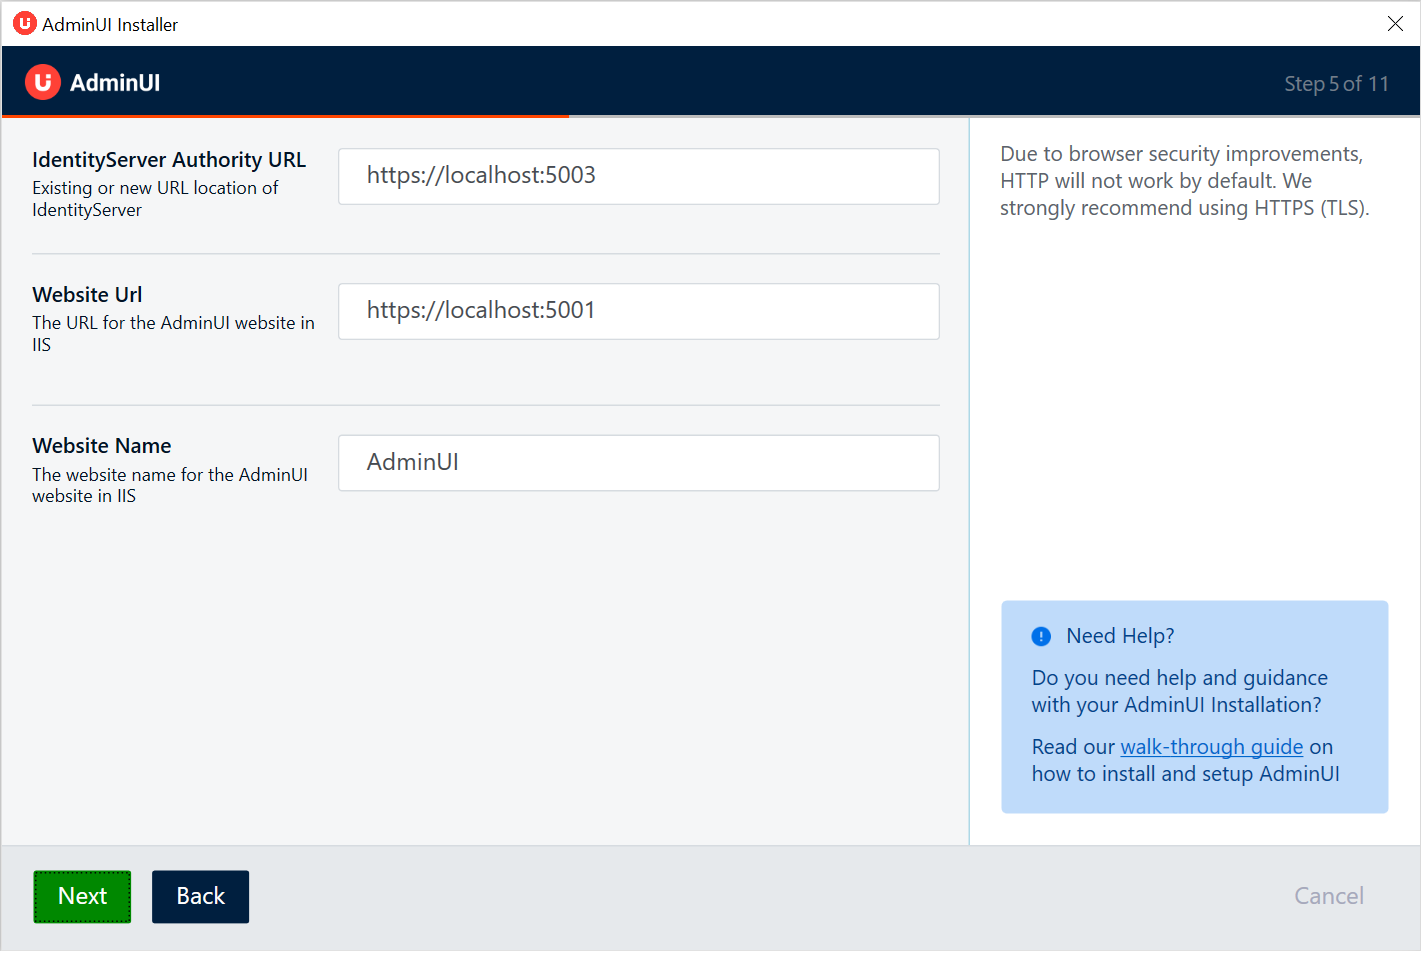 AdminUI Installer
AdminUI
Step 5 of 11
IdentityServer Authority URL
Existing or new URL location of
IdentityServer
https://localhost:5003
Website Url
The URL for the AdminUI website in
IIS
https://localhost:5001
Website Name
The website name for the AdminUI
website in IIS
AdminUI
Due to browser security improvements,
HTTP will not work by default. We
strongly recommend using HTTPS (TLS).
Need Help?
Do you need help and guidance
with your AdminUI Installation?
Read our walk-through guide on
how to install and setup AdminUI
Next
Back
Cancel